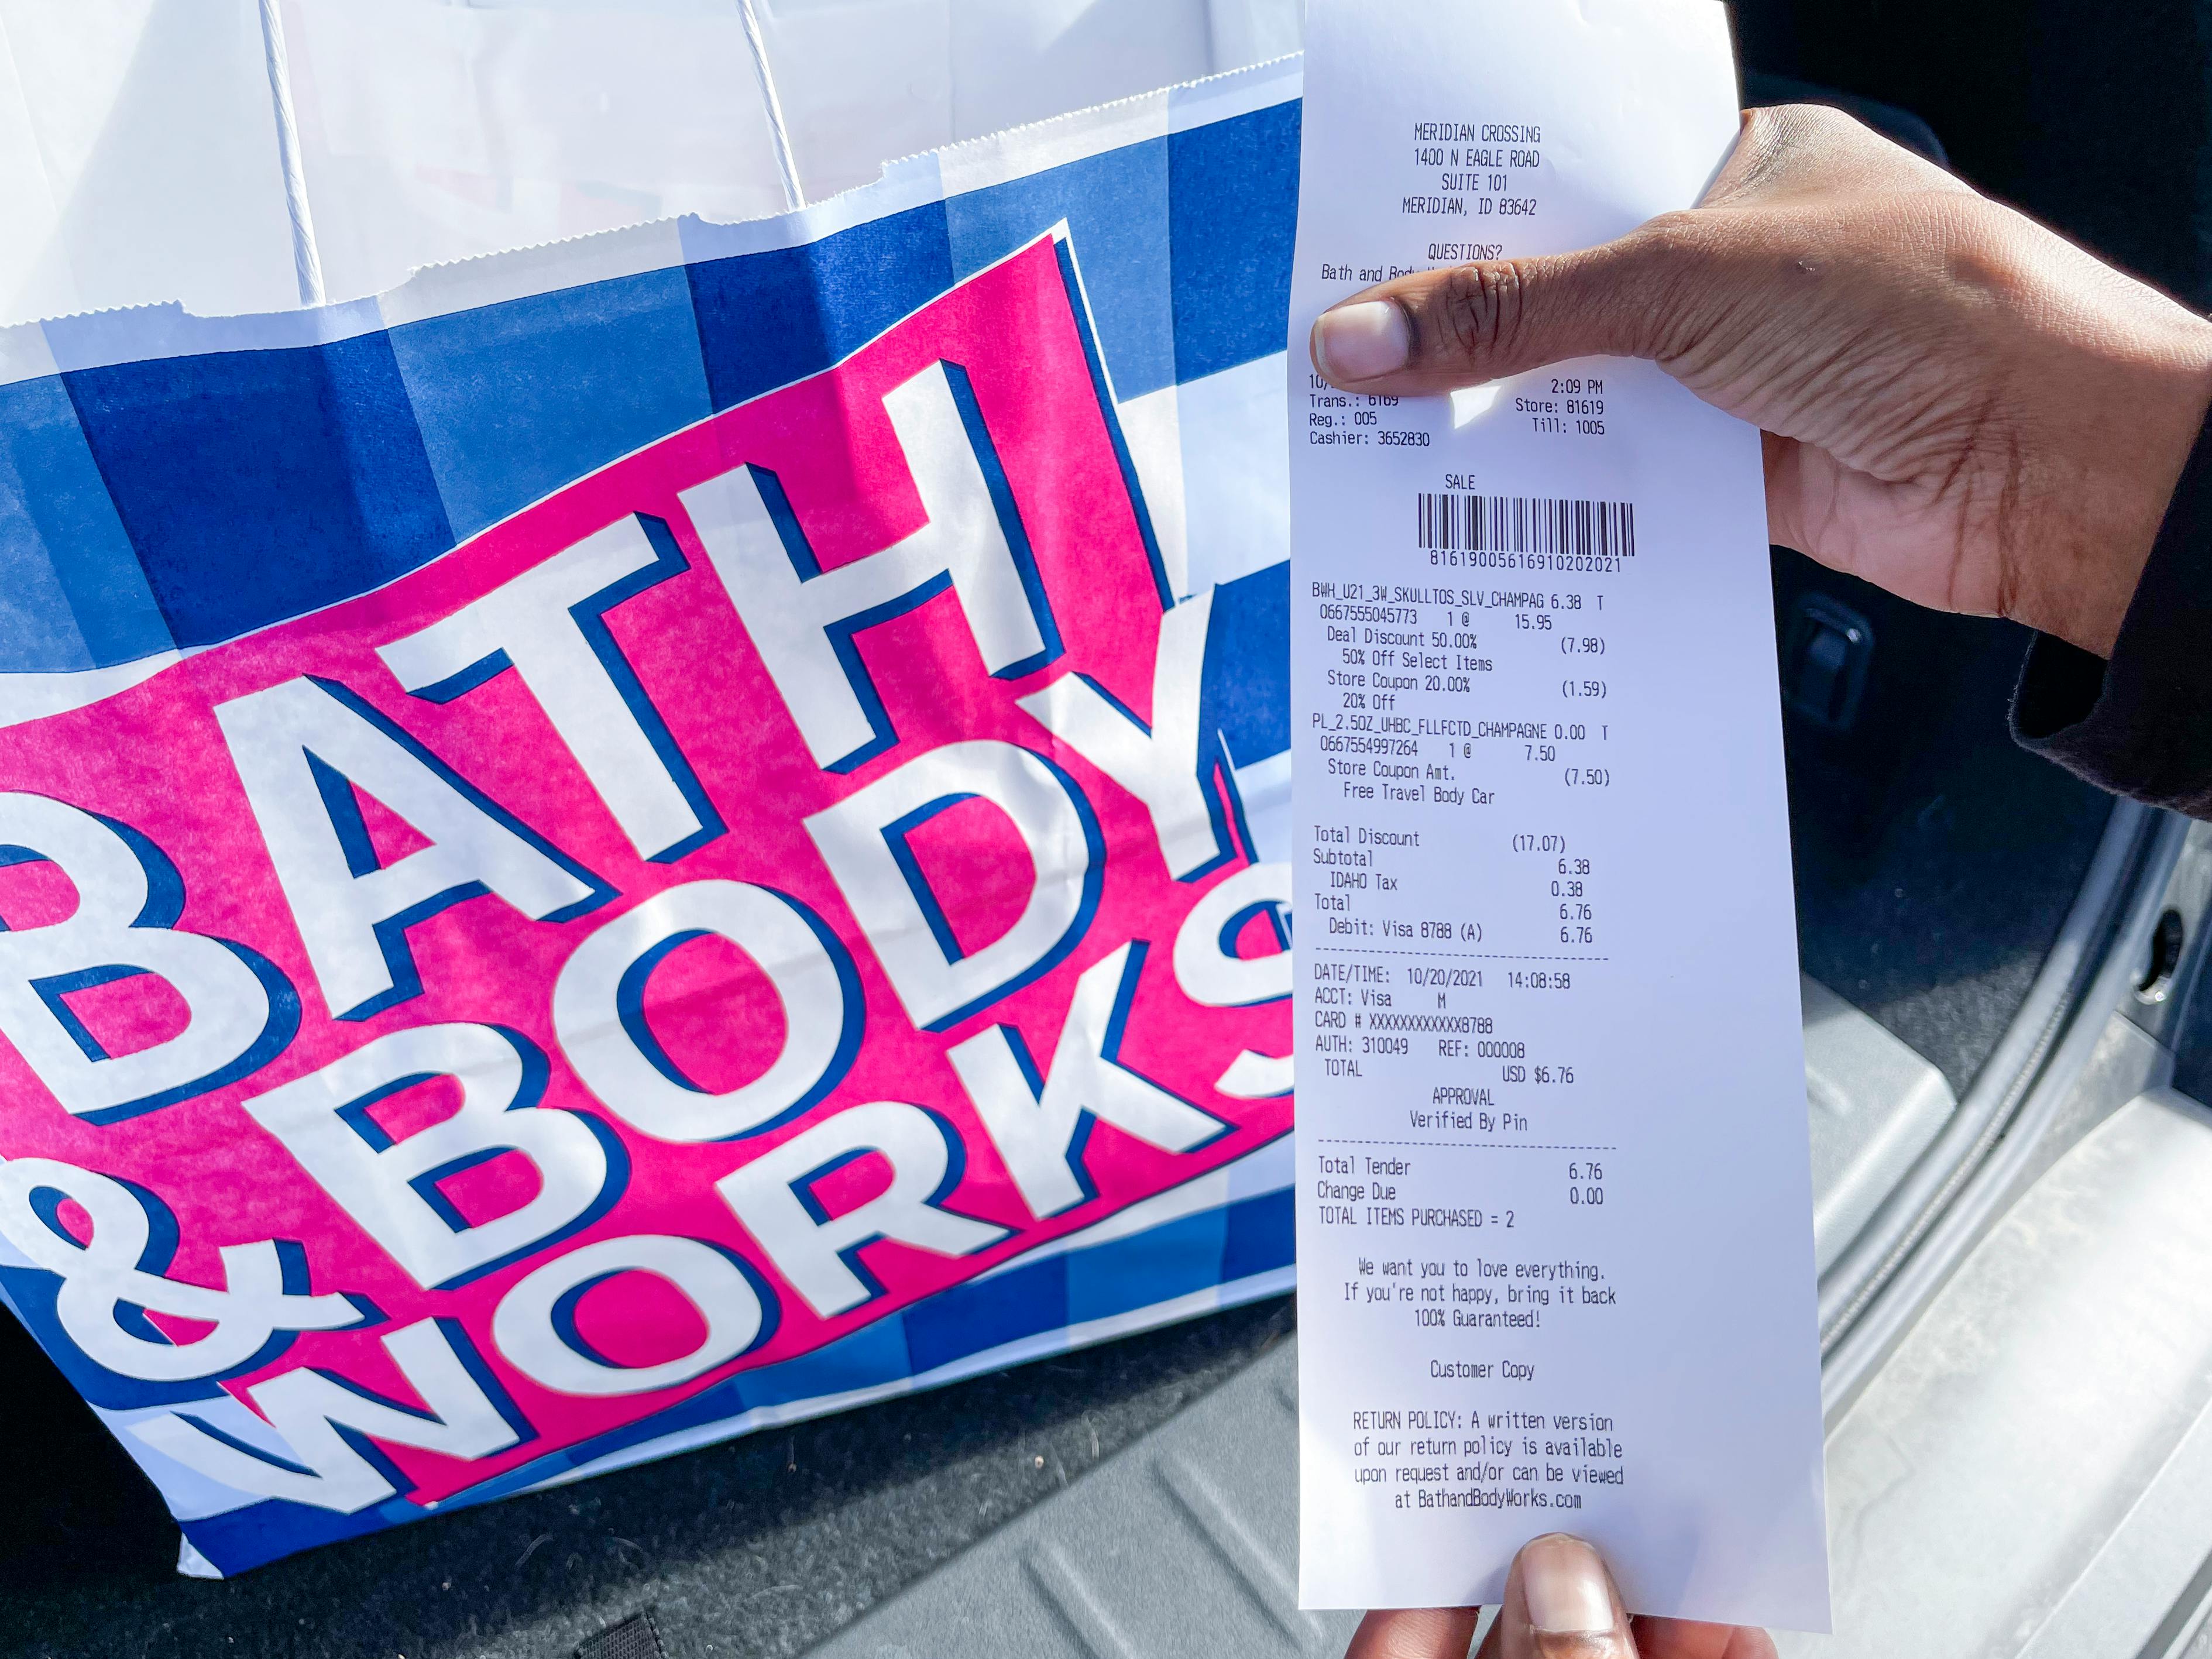 BATH
& BODY
WORKS
MERIDIAN CROSSING
1400 N EAGLE ROAD
SUITE 101
MERIDIAN, ID 83642
QUESTIONS?
Bath and
2:09 PM
Trans.: 6169 Store: 81619
Reg.: 005 Till: 1005
Cashier: 3652830
SALE
81619005616910202021
BWH_U21_3W_SKULLTOS_SLV_CHAMPAG 6.38 T
0667555045773 1 @ 15.95
Deal Discount 50.00% (7.98)
50% Off Select Items
Store Coupon 20.00% (1.59)
20% Off
PL_2.5OZ_UHBC_FLLFCTD_CHAMPAGNE 0.00 T
0667554997264 1 @ 7.50
Store Coupon Amt. (7.50)
Free Travel Body Car
Total Discount (17.07)
Subtotal 6.38
IDAHO Tax 0.38
Total 6.76
Debit: Visa 8788 (A) 6.76
DATE/TIME: 10/20/2021 14:08:58
ACCT: Visa M
CARD # XXXXXXXXXXXX8788
AUTH: 310049 REF: 000008
TOTAL USD $6.76
APPROVAL
Verified By Pin
Total Tender 6.76
Change Due 0.00
TOTAL ITEMS PURCHASED = 2
We want you to love everything.
If you're not happy, bring it back
100% Guaranteed!
Customer Copy
RETURN POLICY: A written version
of our return policy is available
upon request and/or can be viewed
at BathandBodyWorks.com